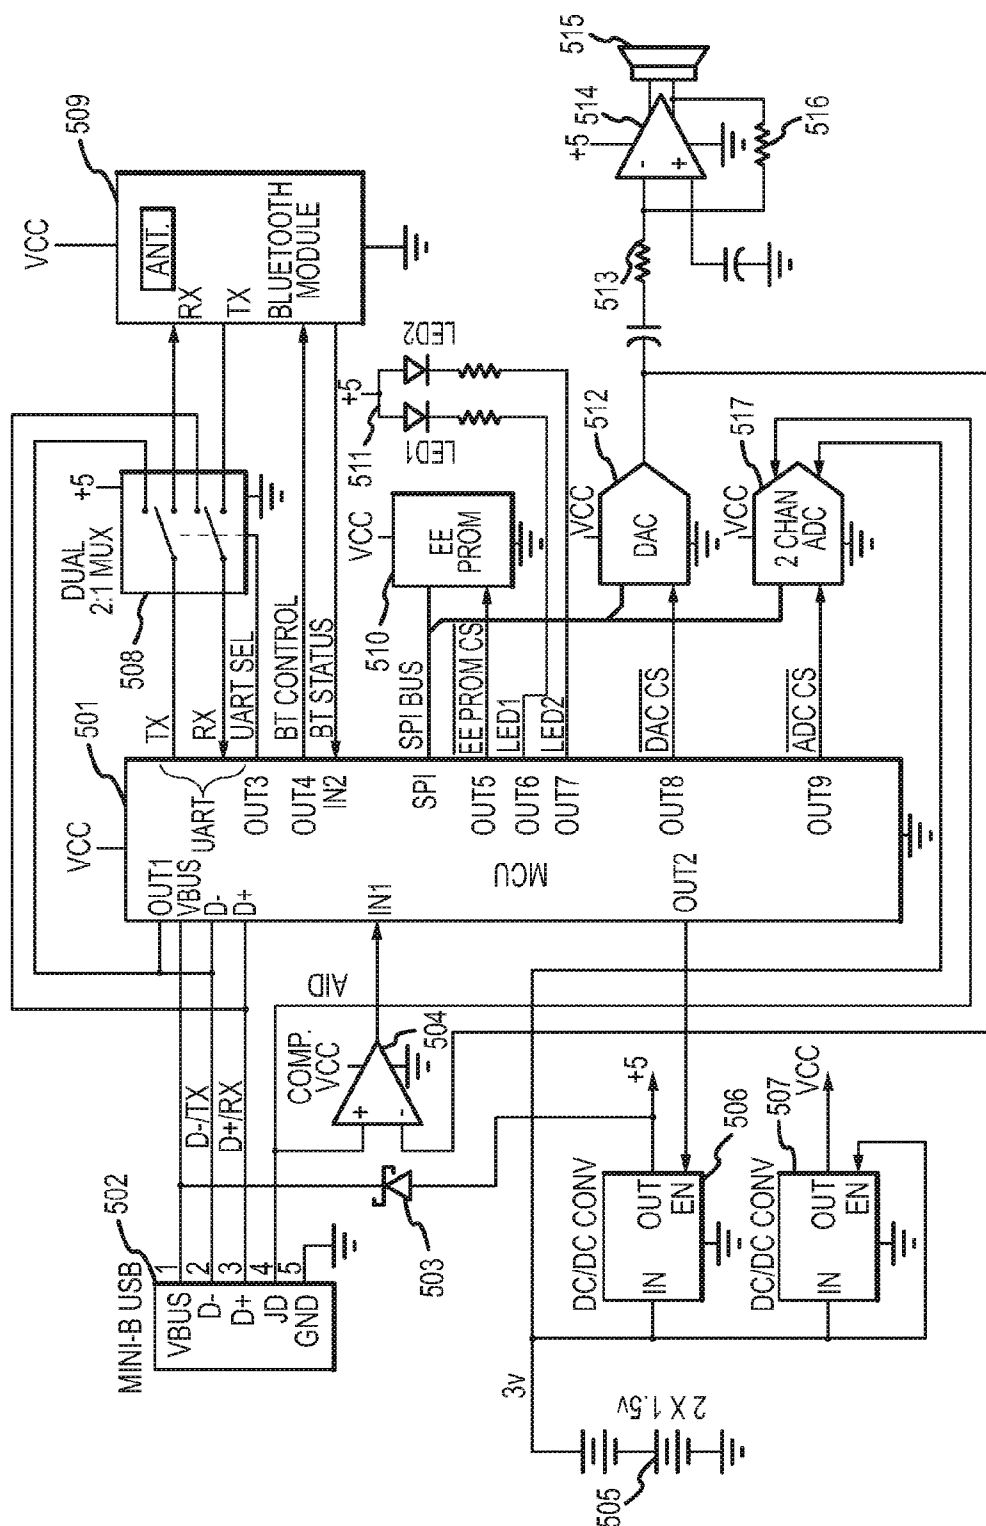 MINI-B USB
502
VBUS
D-
D+
JD
GND
1
2
3
4
5
D-/TX
D+/RX
503
COMP.
VCC
+
-
504
AID
3v
2 X 1.5v
505
DC/DC CONV
IN
OUT
EN
506
+5
DC/DC CONV
IN
OUT
EN
507
VCC
VCC
501
OUT1
VBUS
D-
D+
IN1
OUT2
MCU
UART
OUT3
OUT4
IN2
SPI
OUT5
OUT6
OUT7
OUT8
OUT9
TX
RX
UART SEL
BT CONTROL
BT STATUS
SPI BUS
EE PROM CS
LED1
LED2
DAC CS
ADC CS
DUAL
2:1 MUX
+5
508
VCC
509
ANT.
RX
TX
BLUETOOTH
MODULE
VCC
510
EE
PROM
+5
511
LED1
LED2
VCC
512
DAC
VCC
517
2 CHAN
ADC
513
+5
514
-
+
515
516